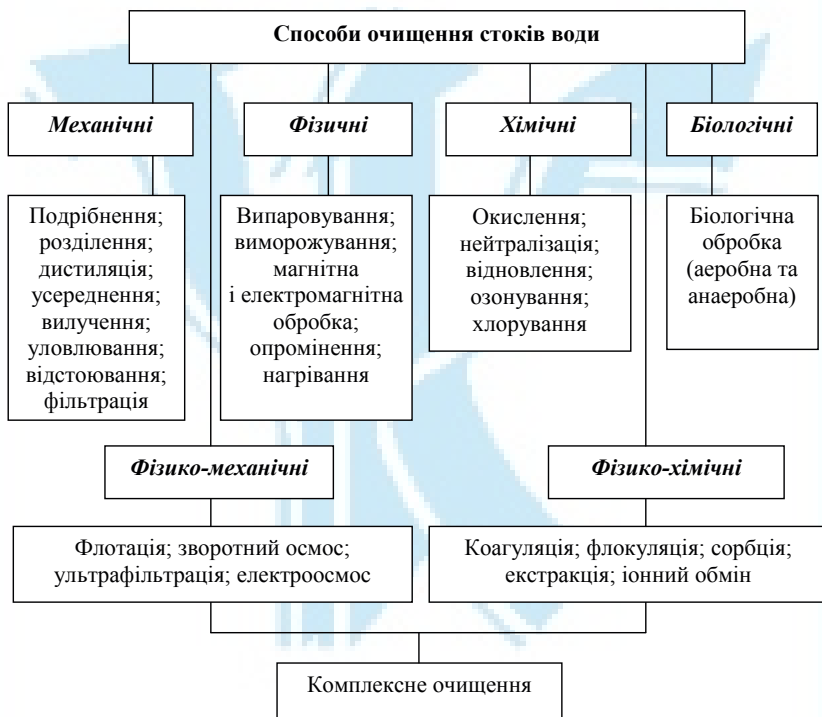 Способи очищення стоків води
Механічні
Фізичні
Хімічні
Біологічні
Подрібнення;
розділення;
дистиляція;
усереднення;
вилучення;
уловлювання;
відстоювання;
фільтрація
Випаровування;
виморожування;
магнітна
і електромагнітна
обробка;
опромінення;
нагрівання
Окислення;
нейтралізація;
відновлення;
озонування;
хлорування
Біологічна
обробка
(аеробна та
анаеробна)
Фізико-механічні
Фізико-хімічні
Флотація; зворотний осмос;
ультрафільтрація; електроосмос
Коагуляція; флокуляція; сорбція;
екстракція; іонний обмін
Комплексне очищення